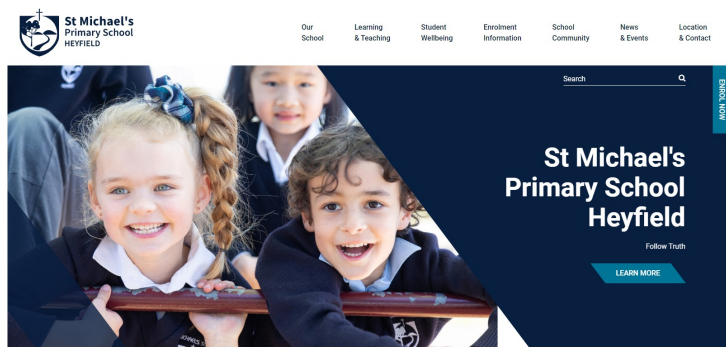 St Michael's
Primary School
HEYFIELD
Our
School
Learning
& Teaching
Student
Wellbeing
Enrolment
Information
School
Community
News
& Events
Location
& Contact
Search
ENROL NOW
St Michael's
Primary School
Heyfield
Follow Truth
LEARN MORE